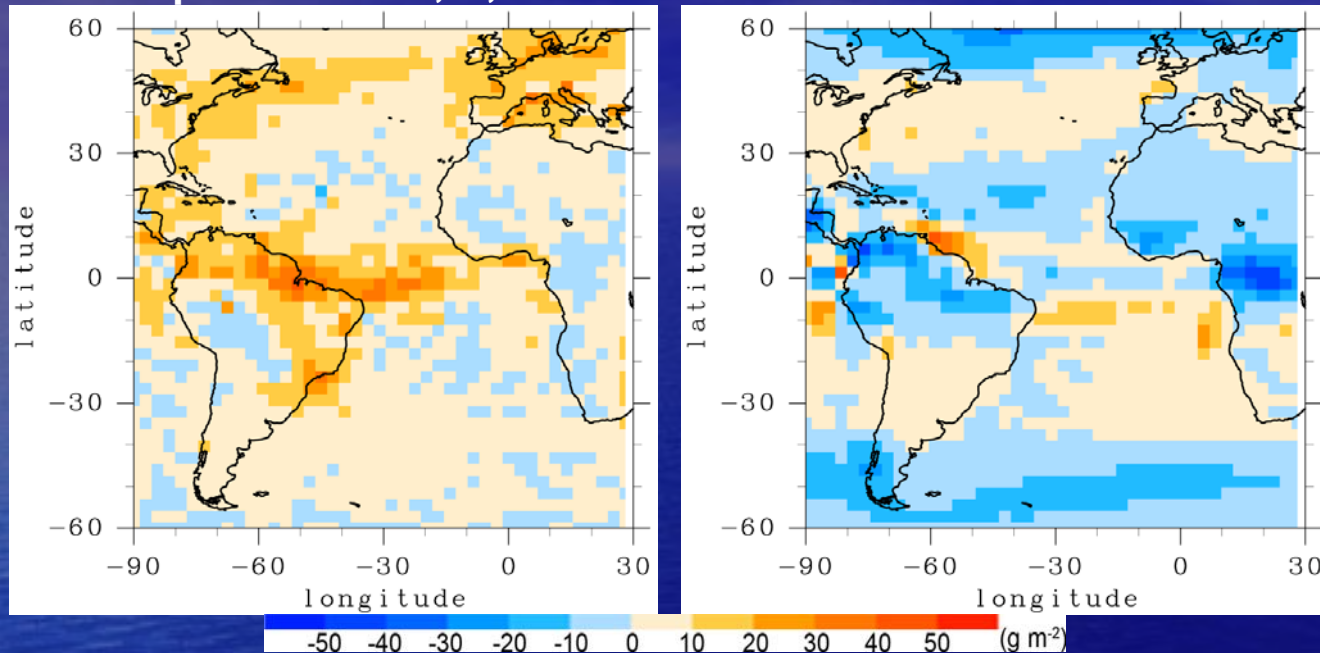 60 60
30 30
0 0
-30 -30
-60 -60
latitude latitude
-90 -60 -30 0 30 -90 -60 -30 0 30
longitude longitude
-50 -40 -30 -20 -10 0 10 20 30 40 50 (g m-2)